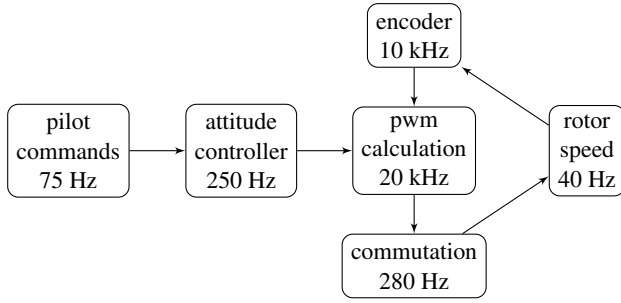 encoder
10 kHz
pilot
commands
75 Hz
attitude
controller
250 Hz
pwm
calculation
20 kHz
rotor
speed
40 Hz
commutation
280 Hz